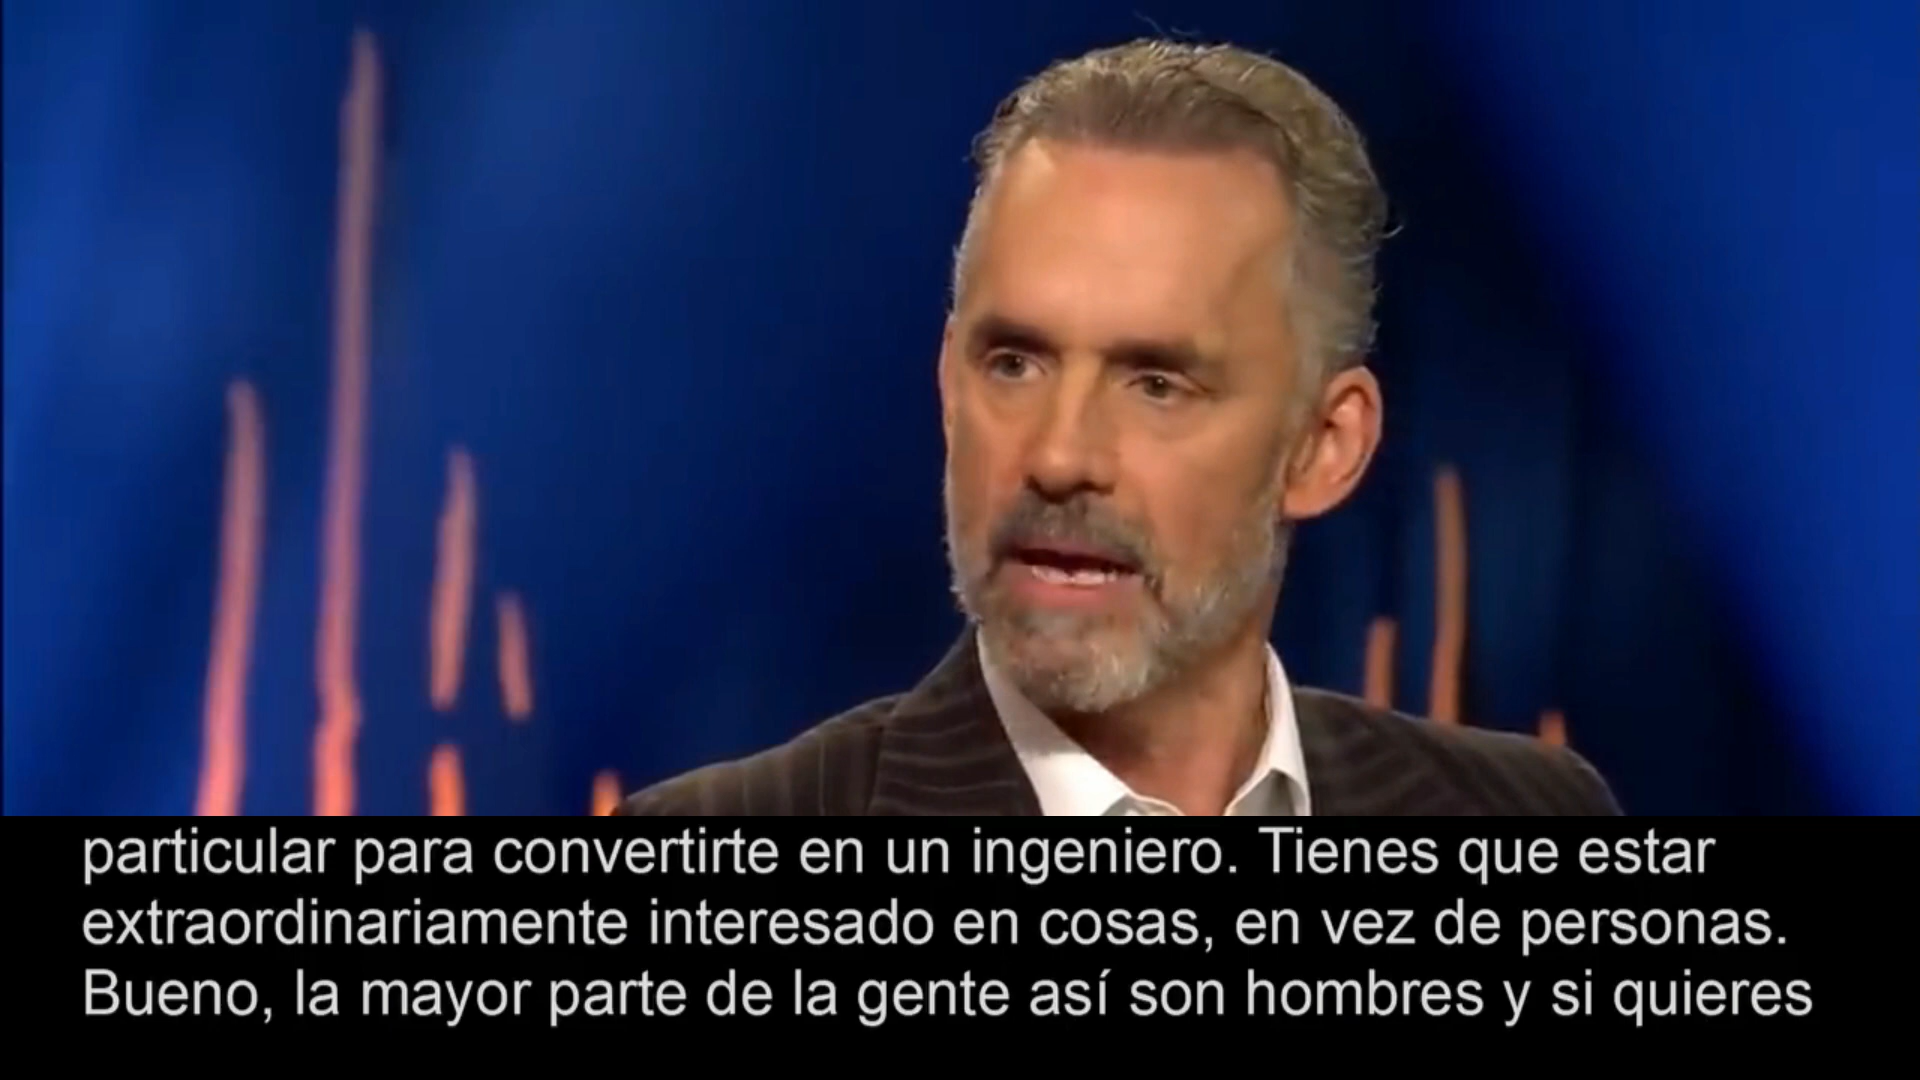 particular para convertirte en un ingeniero. Tienes que estar
extraordinariamente interesado en cosas, en vez de personas.
Bueno, la mayor parte de la gente así son hombres y si quieres